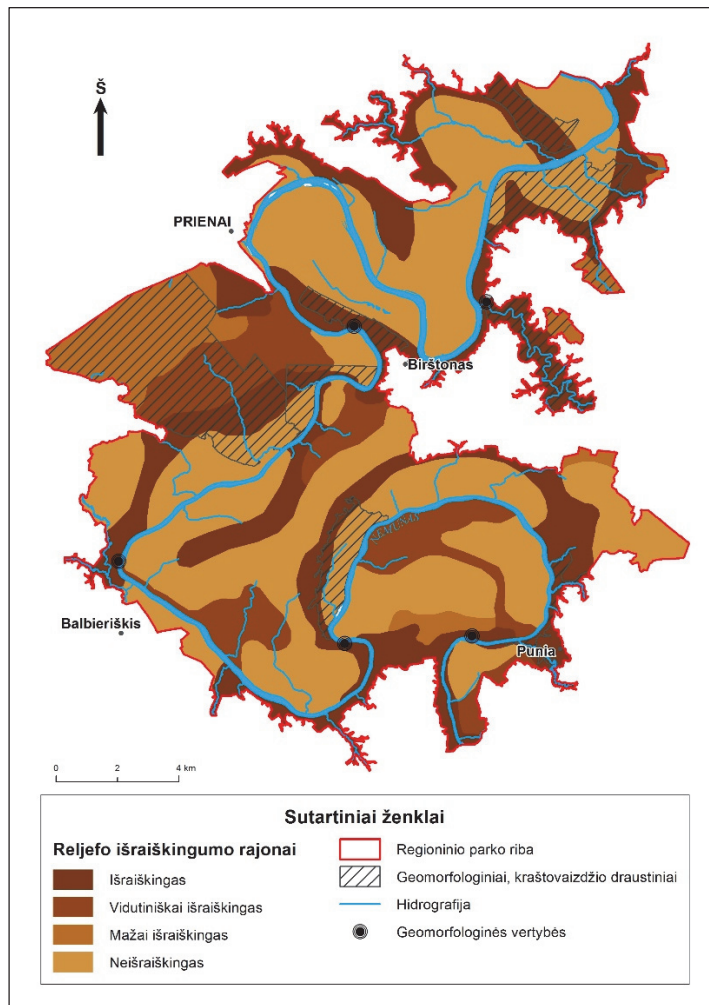 Š
PRIENAI
Birštonas
NEMUNAS
Balbieriškis
Punia
0 2 4 km
Sutartiniai ženklai
Reljefo išraiškingumo rajonai
Išraiškingas
Vidutiniškai išraiškingas
Mažai išraiškingas
Neišraiškingas
Regioninio parko riba
Geomorfologiniai, kraštovaizdžio draustiniai
Hidrografija
Geomorfologinės vertybės